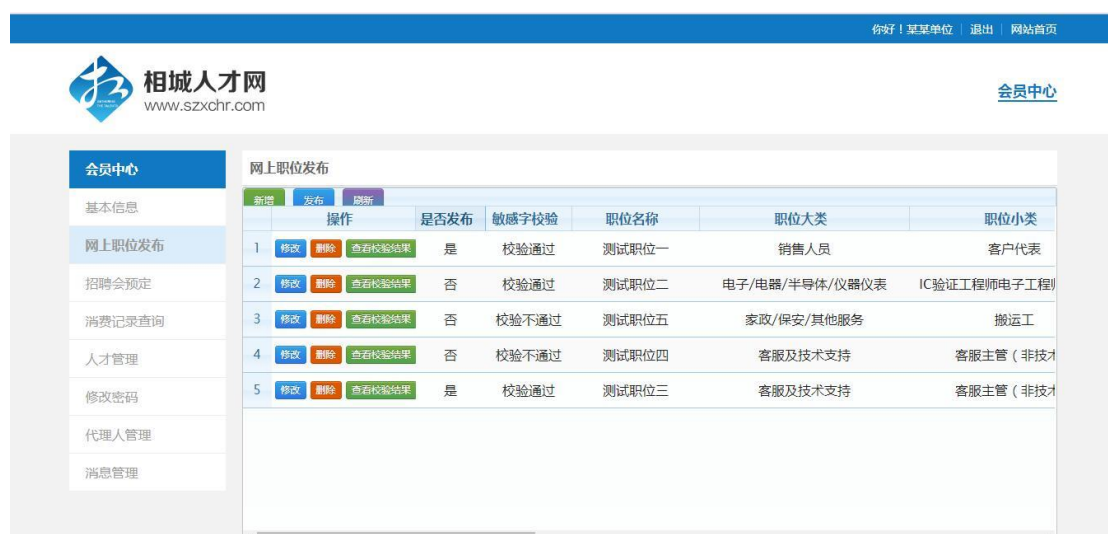 你好！某某单位 | 退出 | 网站首页
相城人才网
www.szxchr.com
会员中心
会员中心
基本信息
网上职位发布
招聘会预定
消费记录查询
人才管理
修改密码
代理人管理
消息管理
网上职位发布
新增 发布 刷新
操作 是否发布 敏感字校验 职位名称 职位大类 职位小类
1 修改 删除 查看校验结果 是 校验通过 测试职位一 销售人员 客户代表
2 修改 删除 查看校验结果 否 校验通过 测试职位二 电子/电器/半导体/仪器仪表 IC验证工程师电子工程师
3 修改 删除 查看校验结果 否 校验不通过 测试职位五 家政/保安/其他服务 搬运工
4 修改 删除 查看校验结果 否 校验不通过 测试职位四 客服及技术支持 客服主管（非技术
5 修改 删除 查看校验结果 是 校验通过 测试职位三 客服及技术支持 客服主管（非技术